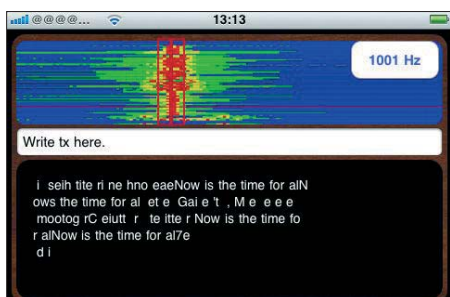 @@@@... 13:13
1001 Hz
Write tx here.
i seih tite ri ne hno eaeNow is the time for alN
ows the time for al et e Gai e 't , M e e e e
mootog rC eiutt r te itte r Now is the time fo
r alNow is the time for al7e
d i